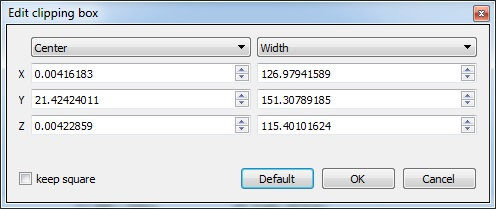 Edit clipping box
Center Width
X 0.00416183 126.97941589
Y 21.42424011 151.30789185
Z 0.00422859 115.40101624
keep square Default OK Cancel